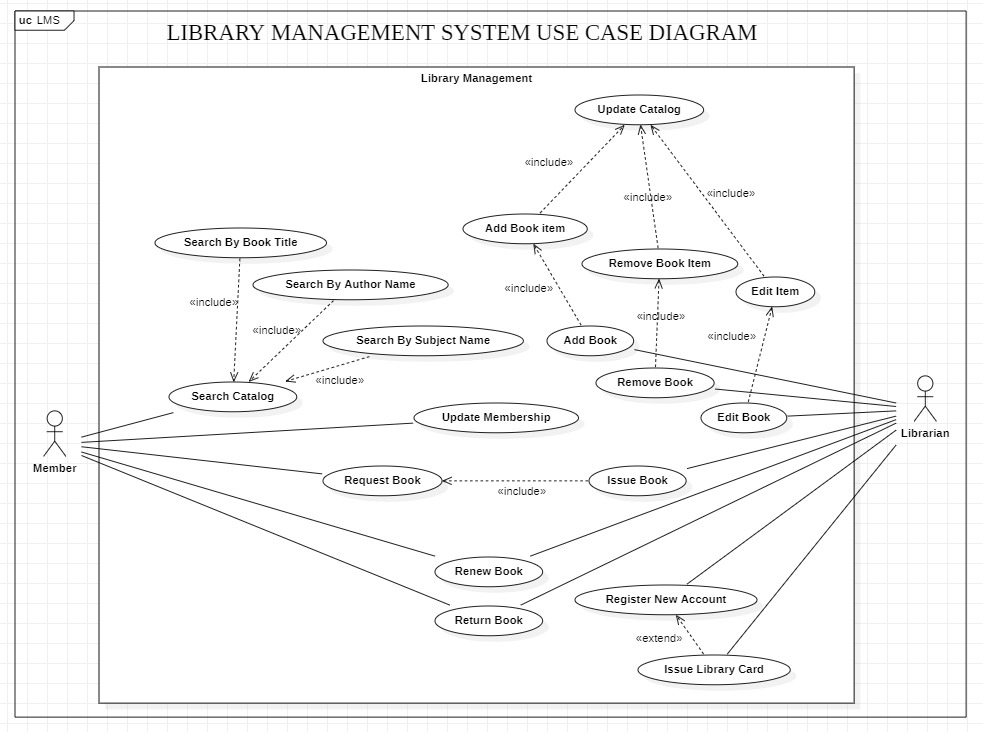 uc LMS
LIBRARY MANAGEMENT SYSTEM USE CASE DIAGRAM
Library Management
Update Catalog
«include»
«include»
«include»
Add Book item
Search By Book Title
Remove Book Item
Search By Author Name
Edit Item
«include»
«include»
«include»
«include»
«include»
Search By Subject Name
Add Book
«include»
Remove Book
Search Catalog
Update Membership
Edit Book
Librarian
Member
Request Book
Issue Book
«include»
Renew Book
Register New Account
Return Book
«extend»
Issue Library Card